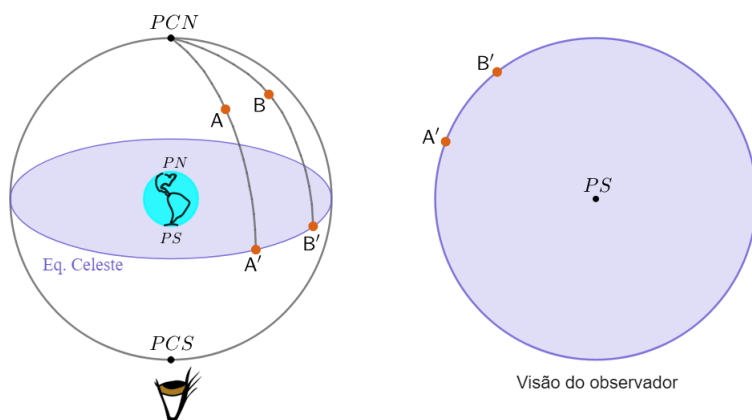 PCN
A
B
PN
PS
Eq. Celeste
A′
B′
PCS
B′
A′
PS
Visão do observador